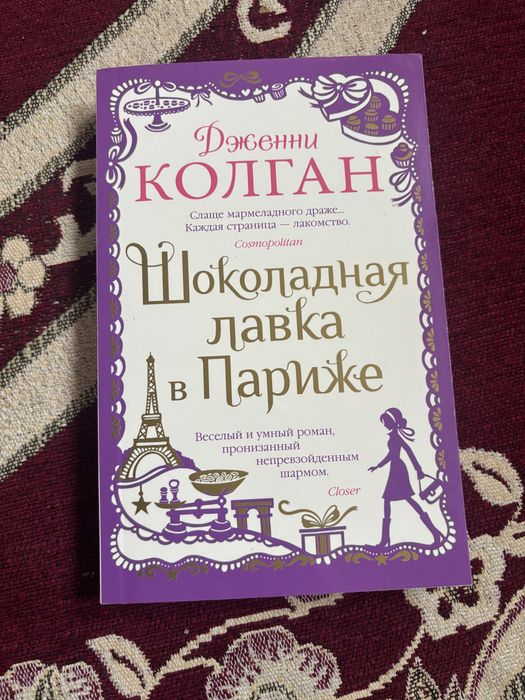 Дженни
КОЛГАН
Слаще мармеладного драже...
Каждая страница — лакомство.
Cosmopolitan
Шоколадная
лавка
в Париже
Веселый и умный роман,
пронизанный
непревзойденным
шармом.
Closer